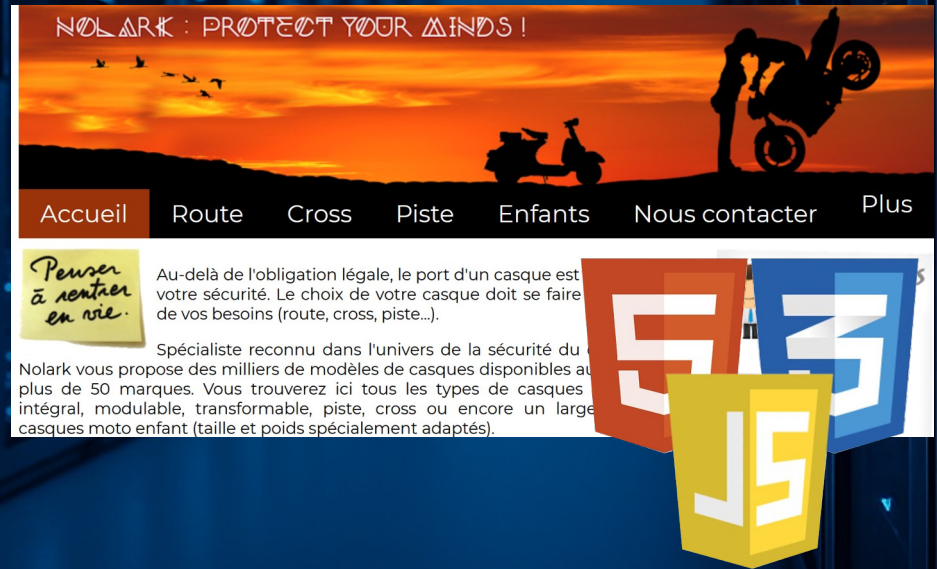 NOLARK : PROTECT YOUR MINDS !
Accueil Route Cross Piste Enfants Nous contacter Plus
Penser
à rentrer
en vie.
Au-delà de l'obligation légale, le port d'un casque est
votre sécurité. Le choix de votre casque doit se faire
de vos besoins (route, cross, piste...).
Spécialiste reconnu dans l'univers de la sécurité du
Nolark vous propose des milliers de modèles de casques disponibles
plus de 50 marques. Vous trouverez ici tous les types de casques
intégral, modulable, transformable, piste, cross ou encore un large
casques moto enfant (taille et poids spécialement adaptés).
5
3
JS